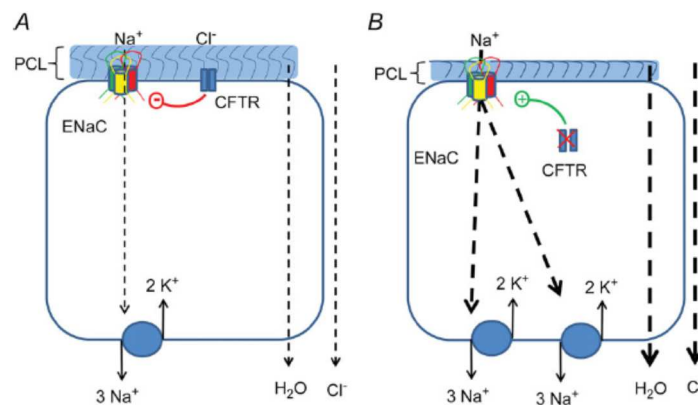 A
Na⁺
Cl⁻
PCL
⊖
ENaC
CFTR
2 K⁺
3 Na⁺
H₂O
Cl⁻
B
Na⁺
PCL
⊕
ENaC
CFTR
2 K⁺
2 K⁺
3 Na⁺
3 Na⁺
H₂O
C